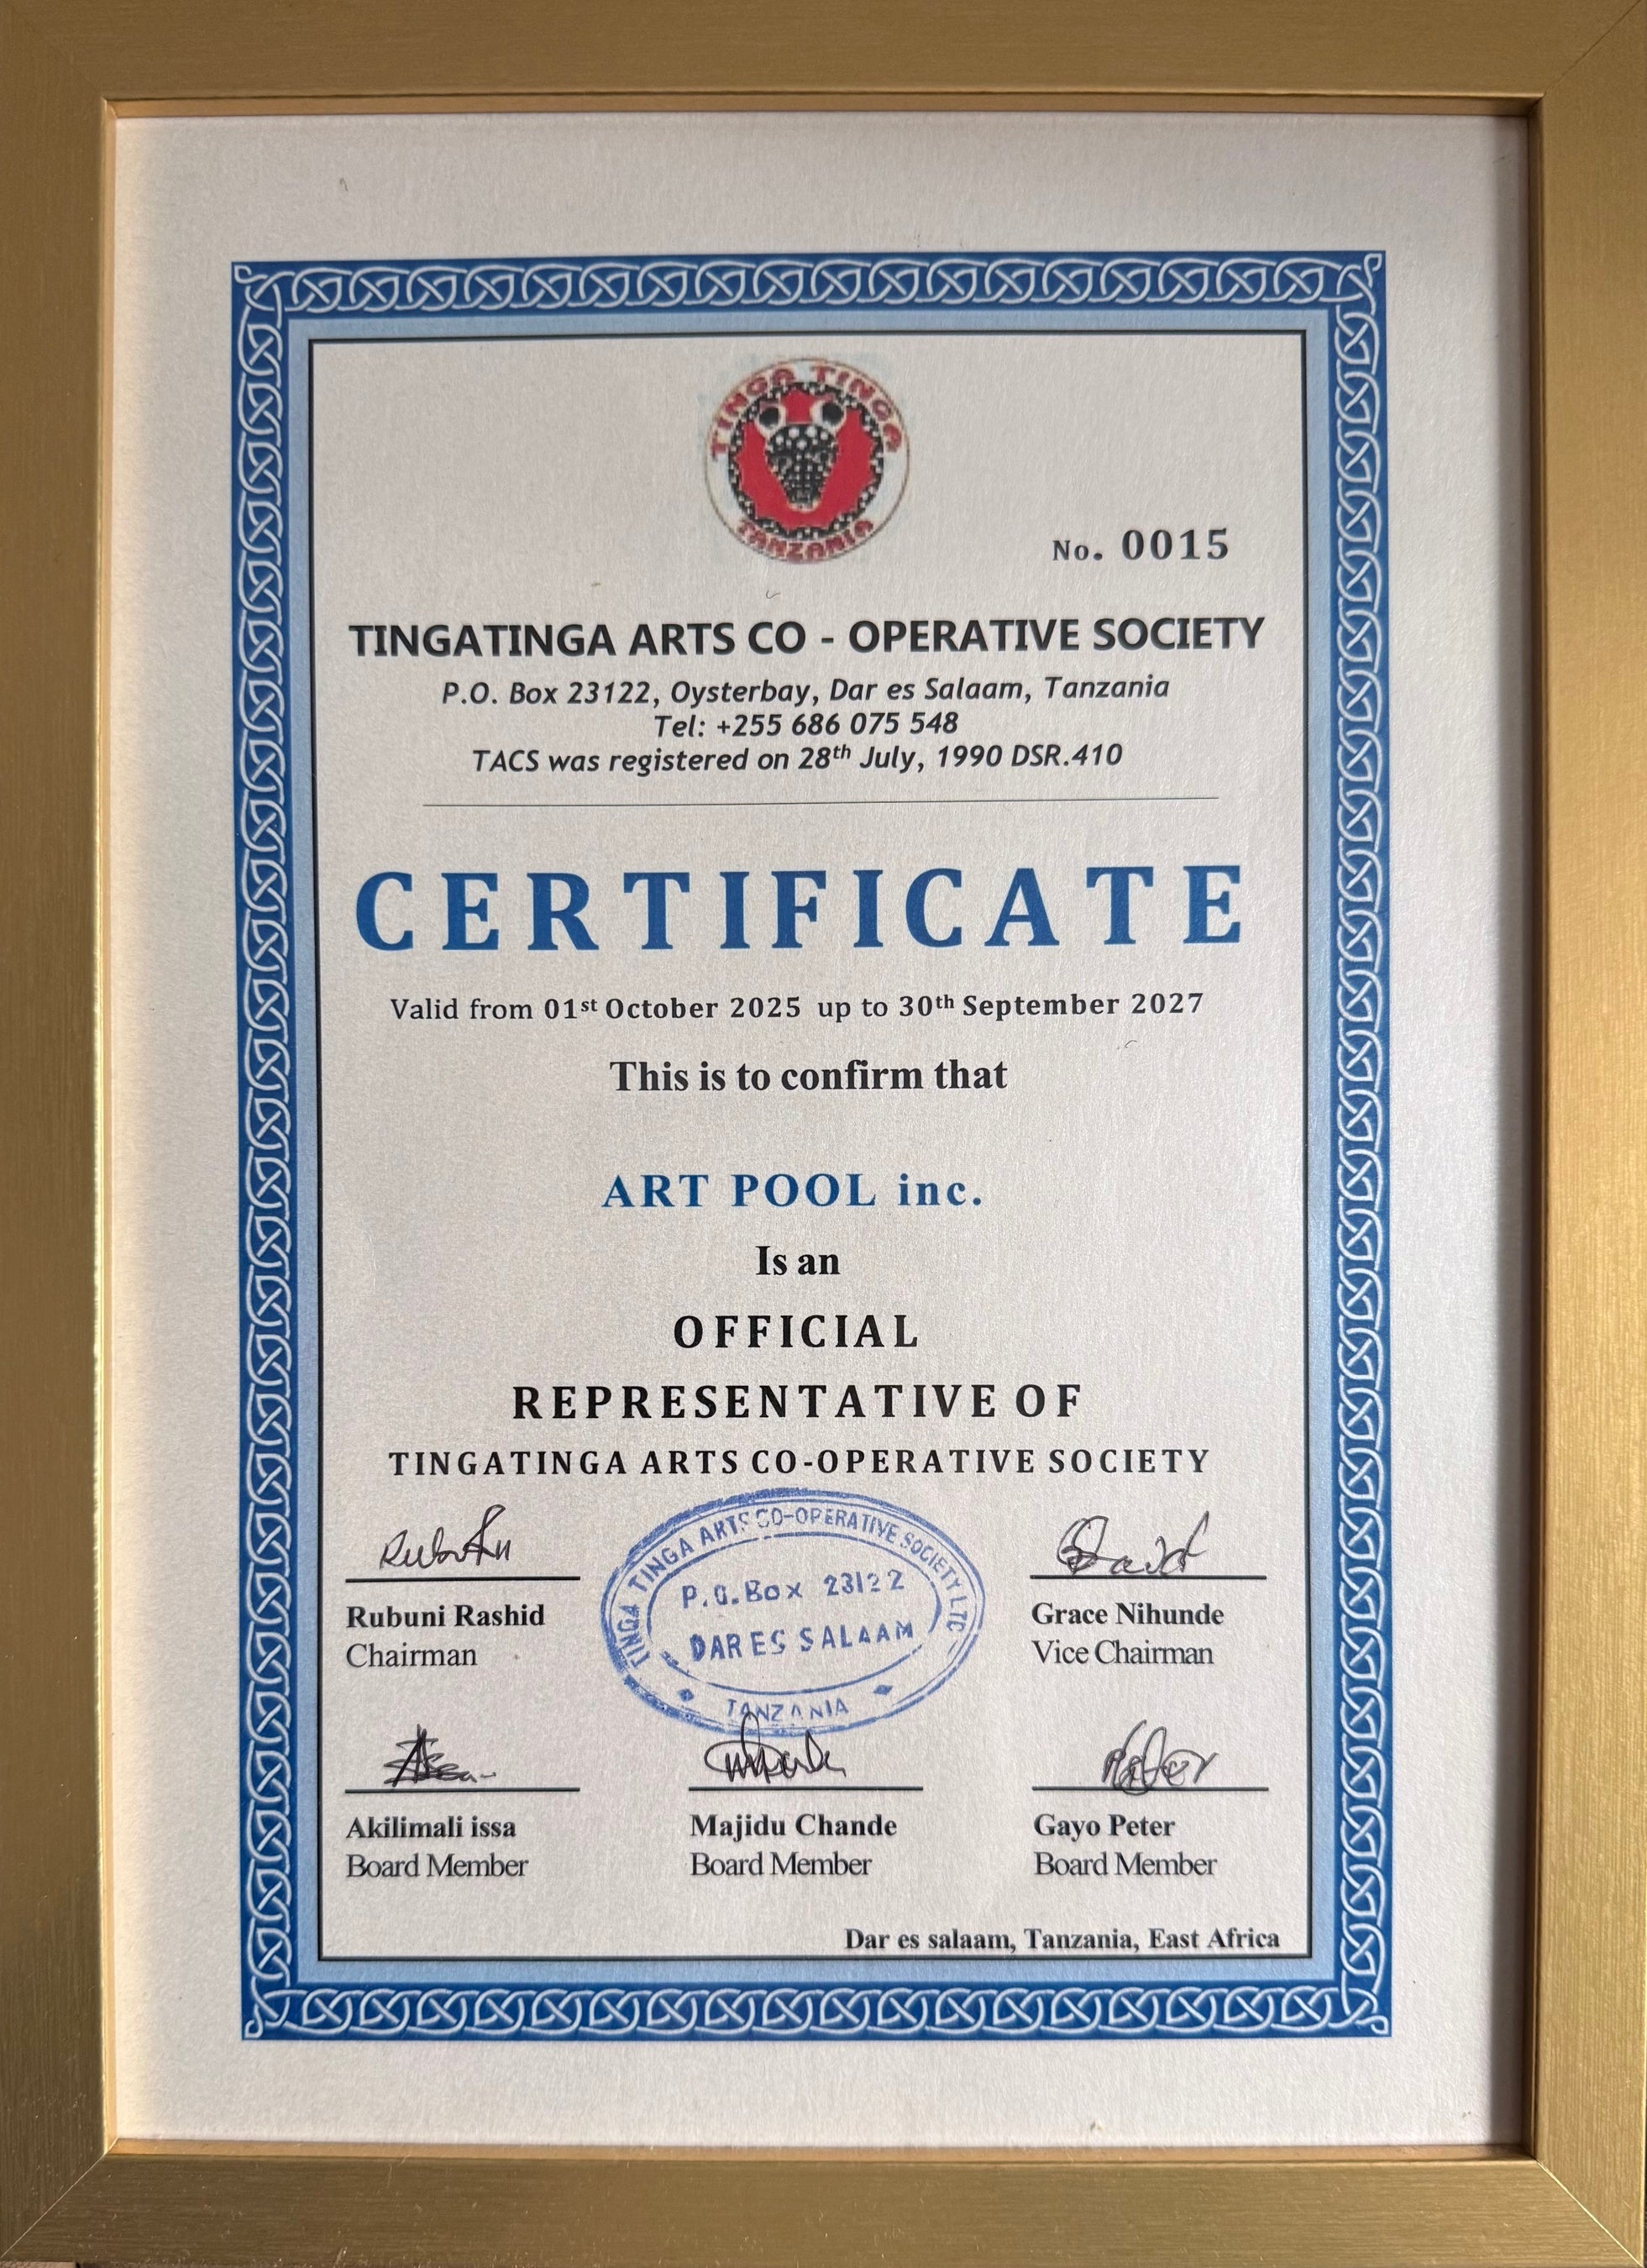 TINGA TINGA
TANZANIA
No. 0015
TINGATINGA ARTS CO - OPERATIVE SOCIETY
P.O. Box 23122, Oysterbay, Dar es Salaam, Tanzania
Tel: +255 686 075 548
TACS was registered on 28th July, 1990 DSR.410
CERTIFICATE
Valid from 01st October 2025 up to 30th September 2027
This is to confirm that
ART POOL inc.
Is an
OFFICIAL
REPRESENTATIVE OF
TINGATINGA ARTS CO-OPERATIVE SOCIETY
TINGA TINGA ARTS CO-OPERATIVE SOCIETY LTC
P.O. Box 23122
DAR ES SALAAM
TANZANIA
Rubuni Rashid
Chairman
Grace Nihunde
Vice Chairman
Akilimali issa
Board Member
Majidu Chande
Board Member
Gayo Peter
Board Member
Dar es salaam, Tanzania, East Africa